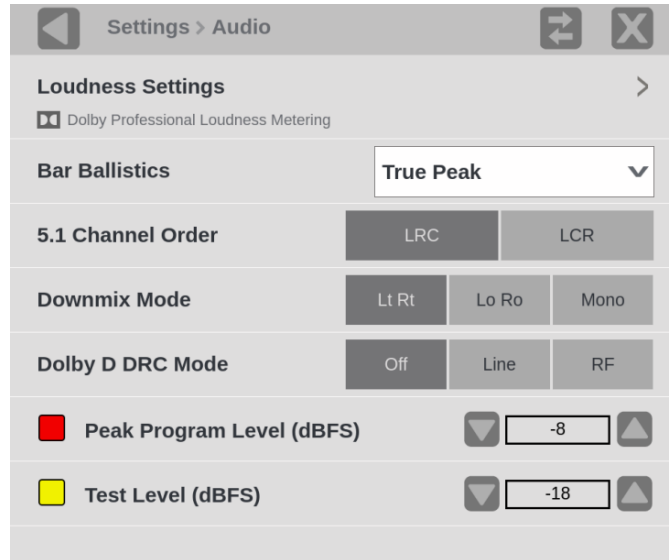 Settings > Audio
Loudness Settings >
Dolby Professional Loudness Metering
Bar Ballistics True Peak
5.1 Channel Order LRC LCR
Downmix Mode Lt Rt Lo Ro Mono
Dolby D DRC Mode Off Line RF
Peak Program Level (dBFS) -8
Test Level (dBFS) -18